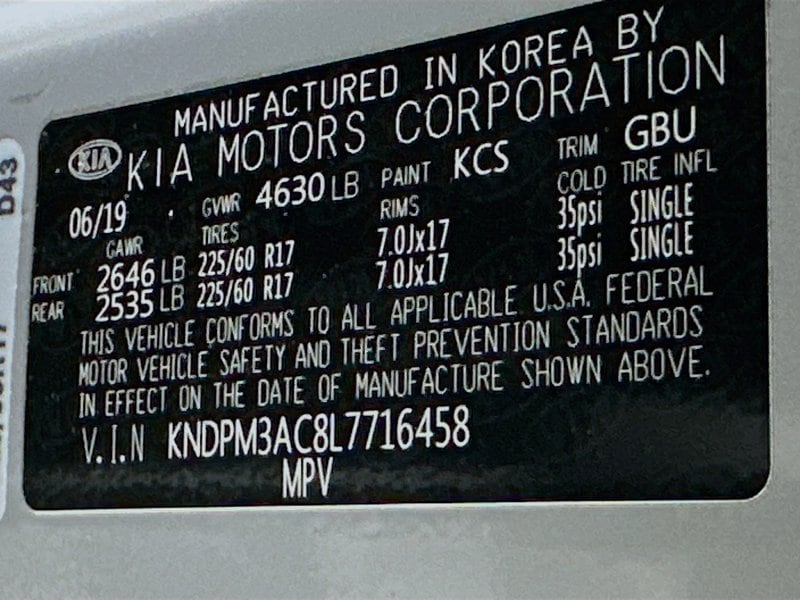 MANUFACTURED IN KOREA BY
KIA KIA MOTORS CORPORATION
06/19 GVWR 4630 LB PAINT KCS TRIM GBU
GAWR TIRES RIMS COLD TIRE INFL
FRONT 2646 LB 225/60 R17 7.0Jx17 35psi SINGLE
REAR 2535 LB 225/60 R17 7.0Jx17 35psi SINGLE
THIS VEHICLE CONFORMS TO ALL APPLICABLE U.S.A. FEDERAL
MOTOR VEHICLE SAFETY AND THEFT PREVENTION STANDARDS
IN EFFECT ON THE DATE OF MANUFACTURE SHOWN ABOVE.
V.I.N KNDPM3AC8L7716458
MPV
D43